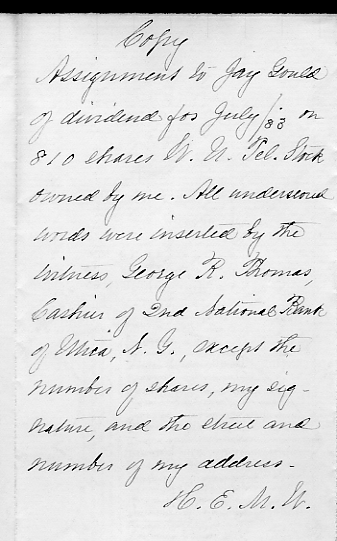 Copy
Assignment to Jay Gould
of dividend for July / 83 on
810 shares W. U. Tel. Stock
owned by me. All underscored
words were inserted by the
Witness, George R. Thomas,
Cashier of 2nd National Bank
of Utica, N. Y., except the
number of shares, my sig-
nature, and the street and
number of my address.
H. E. M. W.